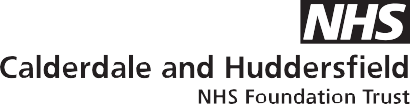 NHS
Calderdale and Huddersfield
NHS Foundation Trust